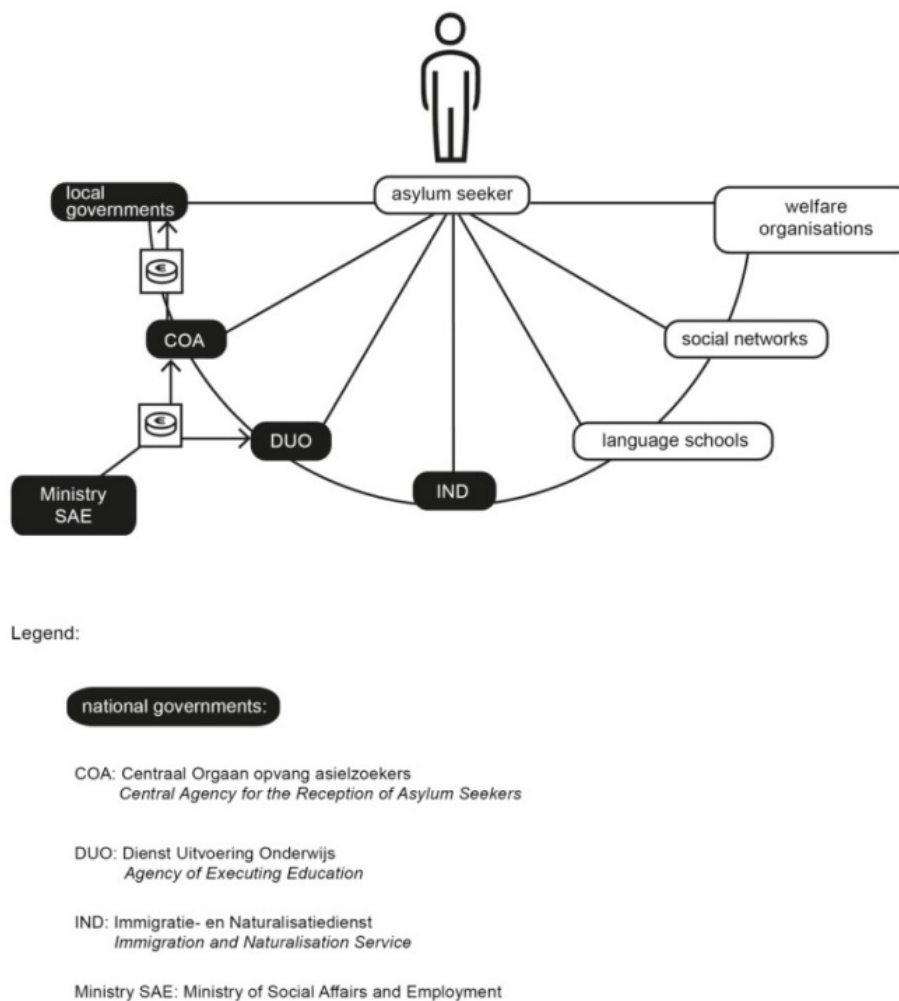 asylum seeker
local
governments
welfare
organisations
€
COA
social networks
€
DUO
language schools
Ministry
SAE
IND
Legend:
national governments:
COA: Centraal Orgaan opvang asielzoekers
Central Agency for the Reception of Asylum Seekers
DUO: Dienst Uitvoering Onderwijs
Agency of Executing Education
IND: Immigratie- en Naturalisatiedienst
Immigration and Naturalisation Service
Ministry SAE: Ministry of Social Affairs and Employment